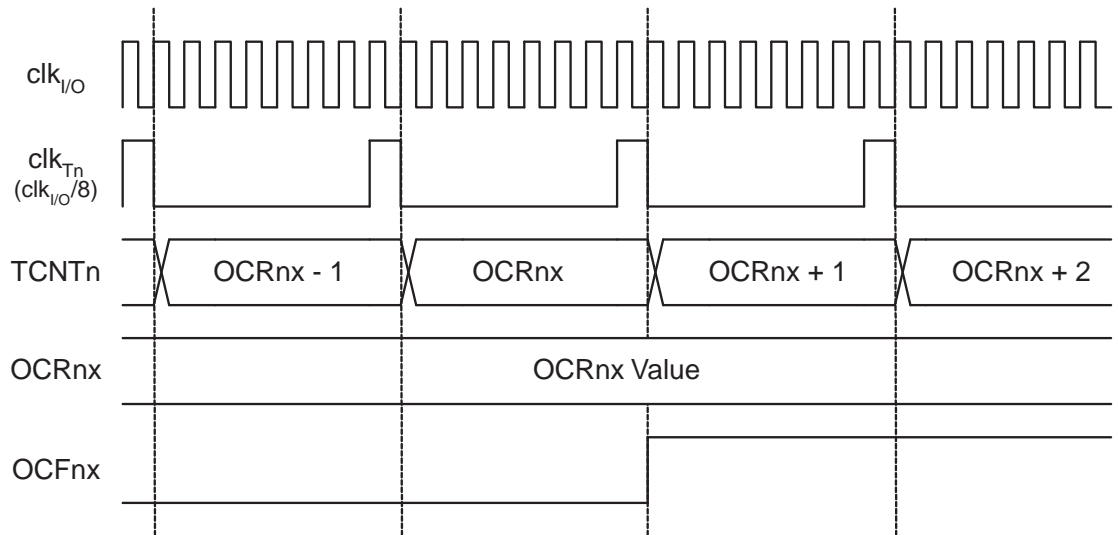 clkI/O
clkTn
(clkI/O/8)
TCNTn
OCRnx - 1
OCRnx
OCRnx + 1
OCRnx + 2
OCRnx
OCRnx Value
OCFnx